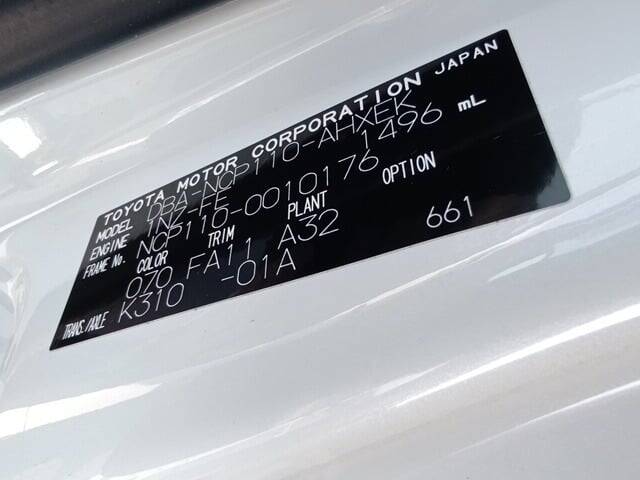 TOYOTA MOTOR CORPORATION JAPAN
MODEL DBA-NCP110-AHXEK
ENGINE 1NZ-FE 1496 mL
FRAME No. NCP110-0010176
COLOR TRIM PLANT OPTION
070 FA11 A32 661
TRANS./AXLE K310 -01A